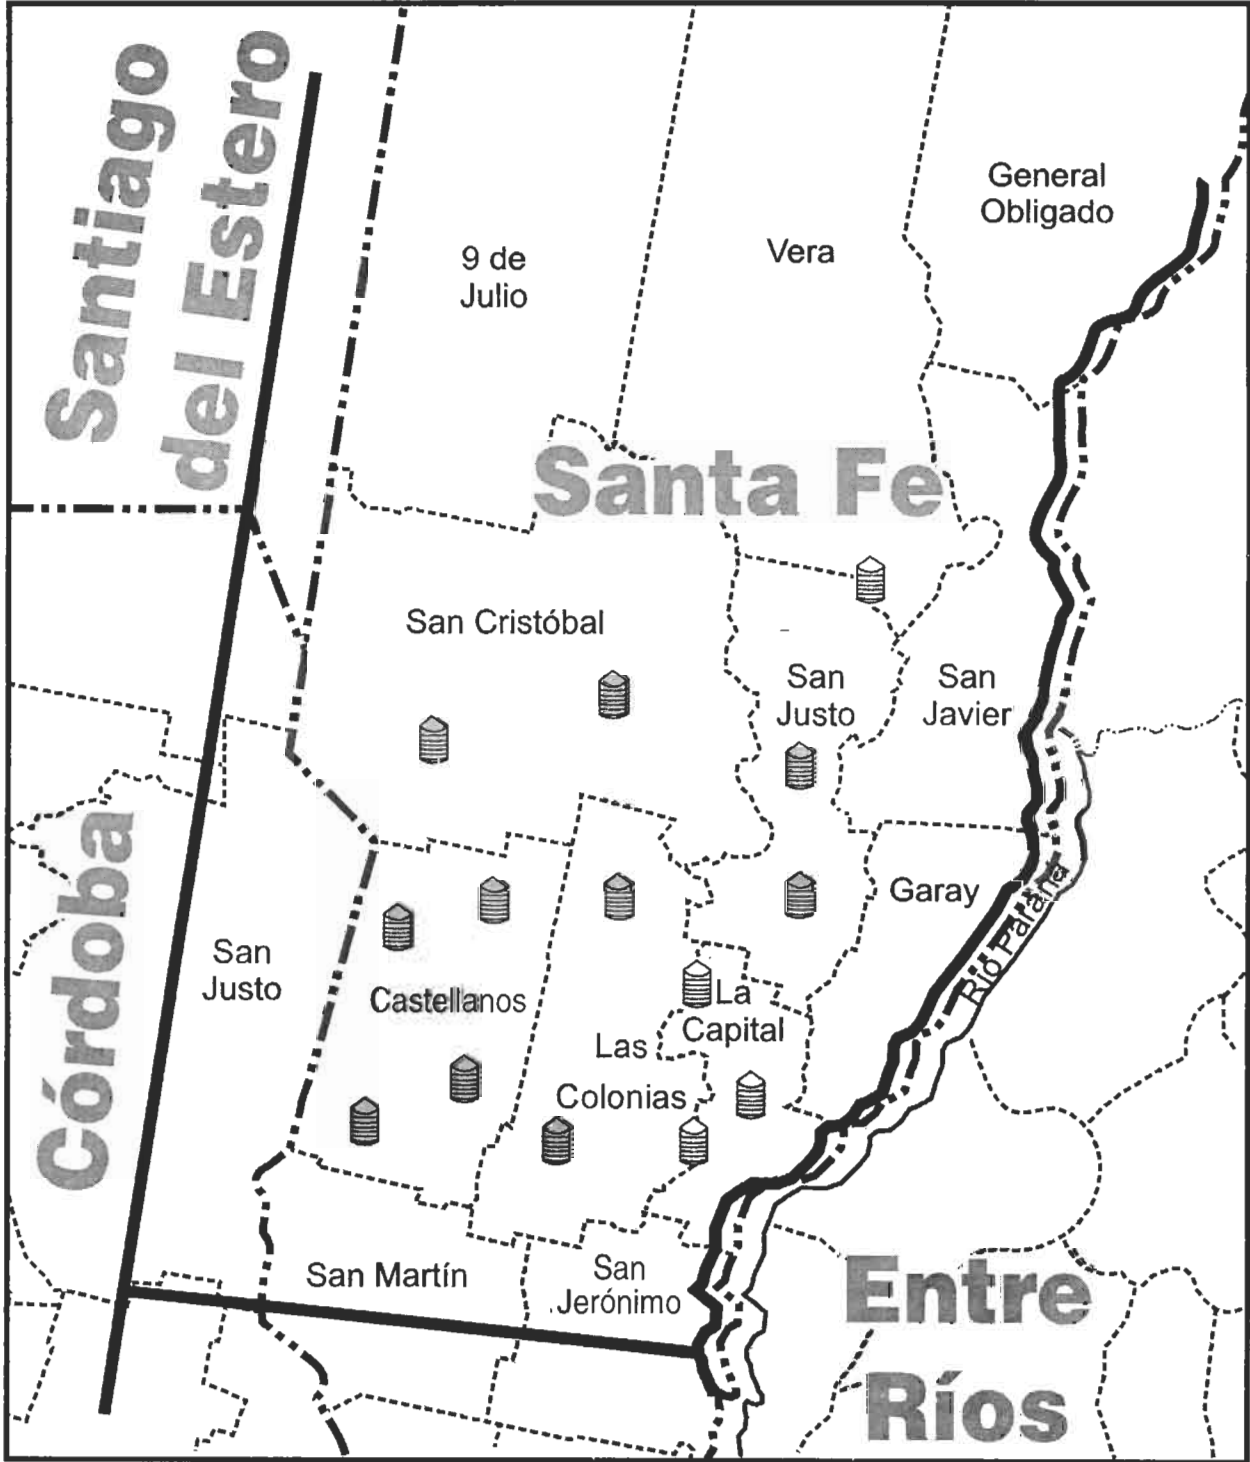 Santiago
del Estero
General
Obligado
9 de
Julio
Vera
Santa Fe
San Cristóbal
San
Justo
San
Javier
Córdoba
San
Justo
Castellanos
Las
Colonias
La
Capital
Garay
Río Paraná
San Martín
San
Jerónimo
Entre
Ríos